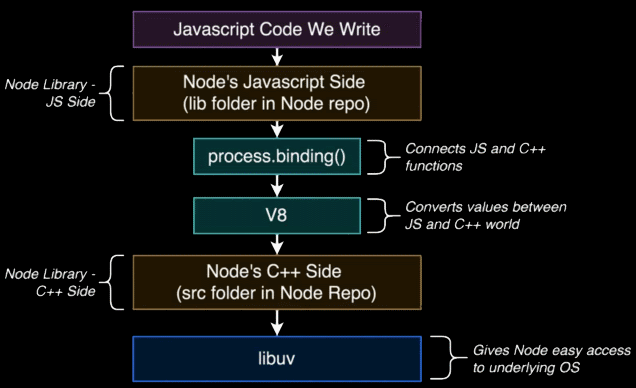 Javascript Code We Write
Node Library -
JS Side
Node's Javascript Side
(lib folder in Node repo)
process.binding()
Connects JS and C++
functions
V8
Converts values between
JS and C++ world
Node Library -
C++ Side
Node's C++ Side
(src folder in Node Repo)
libuv
Gives Node easy access
to underlying OS